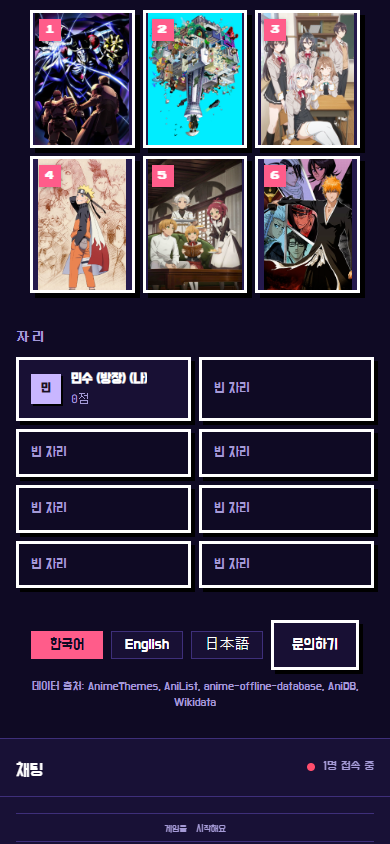 1
2
3
4
5
6
자리
민
민수 (방장) (나)
0점
빈 자리
빈 자리
빈 자리
빈 자리
빈 자리
빈 자리
빈 자리
한국어 English 日本語 문의하기
데이터 출처: AnimeThemes, AniList, anime-offline-database, AniDB,
Wikidata
채팅
1명 접속 중
게임을 시작해요